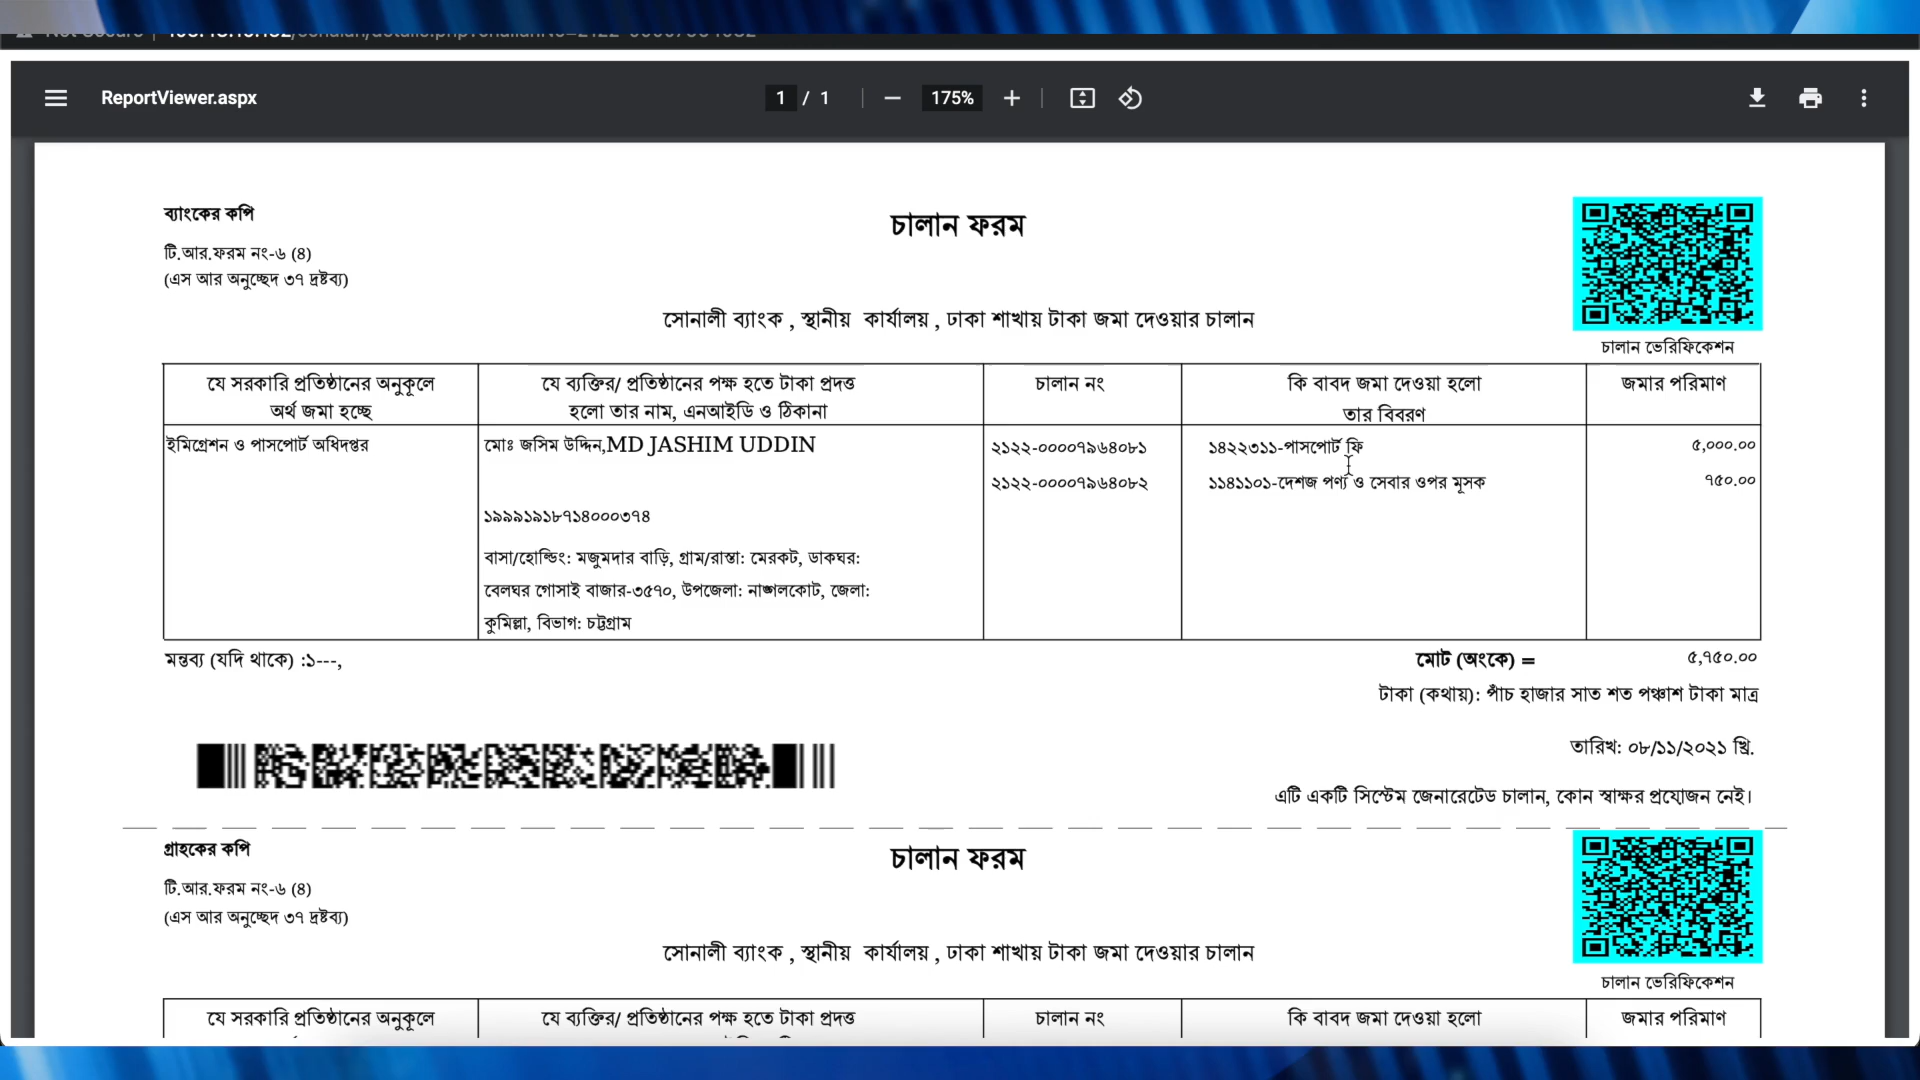 ReportViewer.aspx
1 / 1
175%
ব্যাংকের কপি
চালান ফরম
টি.আর.ফরম নং-৬ (৪)
(এস আর অনুচ্ছেদ ৩৭ দ্রষ্টব্য)
সোনালী ব্যাংক , স্থানীয় কার্যালয় , ঢাকা শাখায় টাকা জমা দেওয়ার চালান
চালান ভেরিফিকেশন
যে সরকারি প্রতিষ্ঠানের অনুকূলে
অর্থ জমা হচ্ছে
যে ব্যক্তির/ প্রতিষ্ঠানের পক্ষ হতে টাকা প্রদত্ত
হলো তার নাম, এনআইডি ও ঠিকানা
চালান নং
কি বাবদ জমা দেওয়া হলো
তার বিবরণ
জমার পরিমাণ
ইমিগ্রেশন ও পাসপোর্ট অধিদপ্তর
মোঃ জসিম উদ্দিন,MD JASHIM UDDIN
২১২২-০০০০৭৯৬৪০৮১
১৪২২৩১১-পাসপোর্ট ফি
৫,০০০.০০
২১২২-০০০০৭৯৬৪০৮২
১১৪১১০১-দেশজ পণ্য ও সেবার ওপর মূসক
৭৫০.০০
১৯৯৯১৯১৮৭১৪০০০৩৭৪
বাসা/হোল্ডিং: মজুমদার বাড়ি, গ্রাম/রাস্তা: মেরকট, ডাকঘর:
বেলঘর গোসাই বাজার-৩৫৭০, উপজেলা: নাঙ্গলকোট, জেলা:
কুমিল্লা, বিভাগ: চট্টগ্রাম
মন্তব্য (যদি থাকে) :১---,
মোট (অংকে) =
৫,৭৫০.০০
টাকা (কথায়): পাঁচ হাজার সাত শত পঞ্চাশ টাকা মাত্র
তারিখ: ০৮/১১/২০২১ খ্রি.
এটি একটি সিস্টেম জেনারেটেড চালান, কোন স্বাক্ষর প্রযোজন নেই।
গ্রাহকের কপি
চালান ফরম
টি.আর.ফরম নং-৬ (৪)
(এস আর অনুচ্ছেদ ৩৭ দ্রষ্টব্য)
সোনালী ব্যাংক , স্থানীয় কার্যালয় , ঢাকা শাখায় টাকা জমা দেওয়ার চালান
চালান ভেরিফিকেশন
যে সরকারি প্রতিষ্ঠানের অনুকূলে
যে ব্যক্তির/ প্রতিষ্ঠানের পক্ষ হতে টাকা প্রদত্ত
চালান নং
কি বাবদ জমা দেওয়া হলো
জমার পরিমাণ